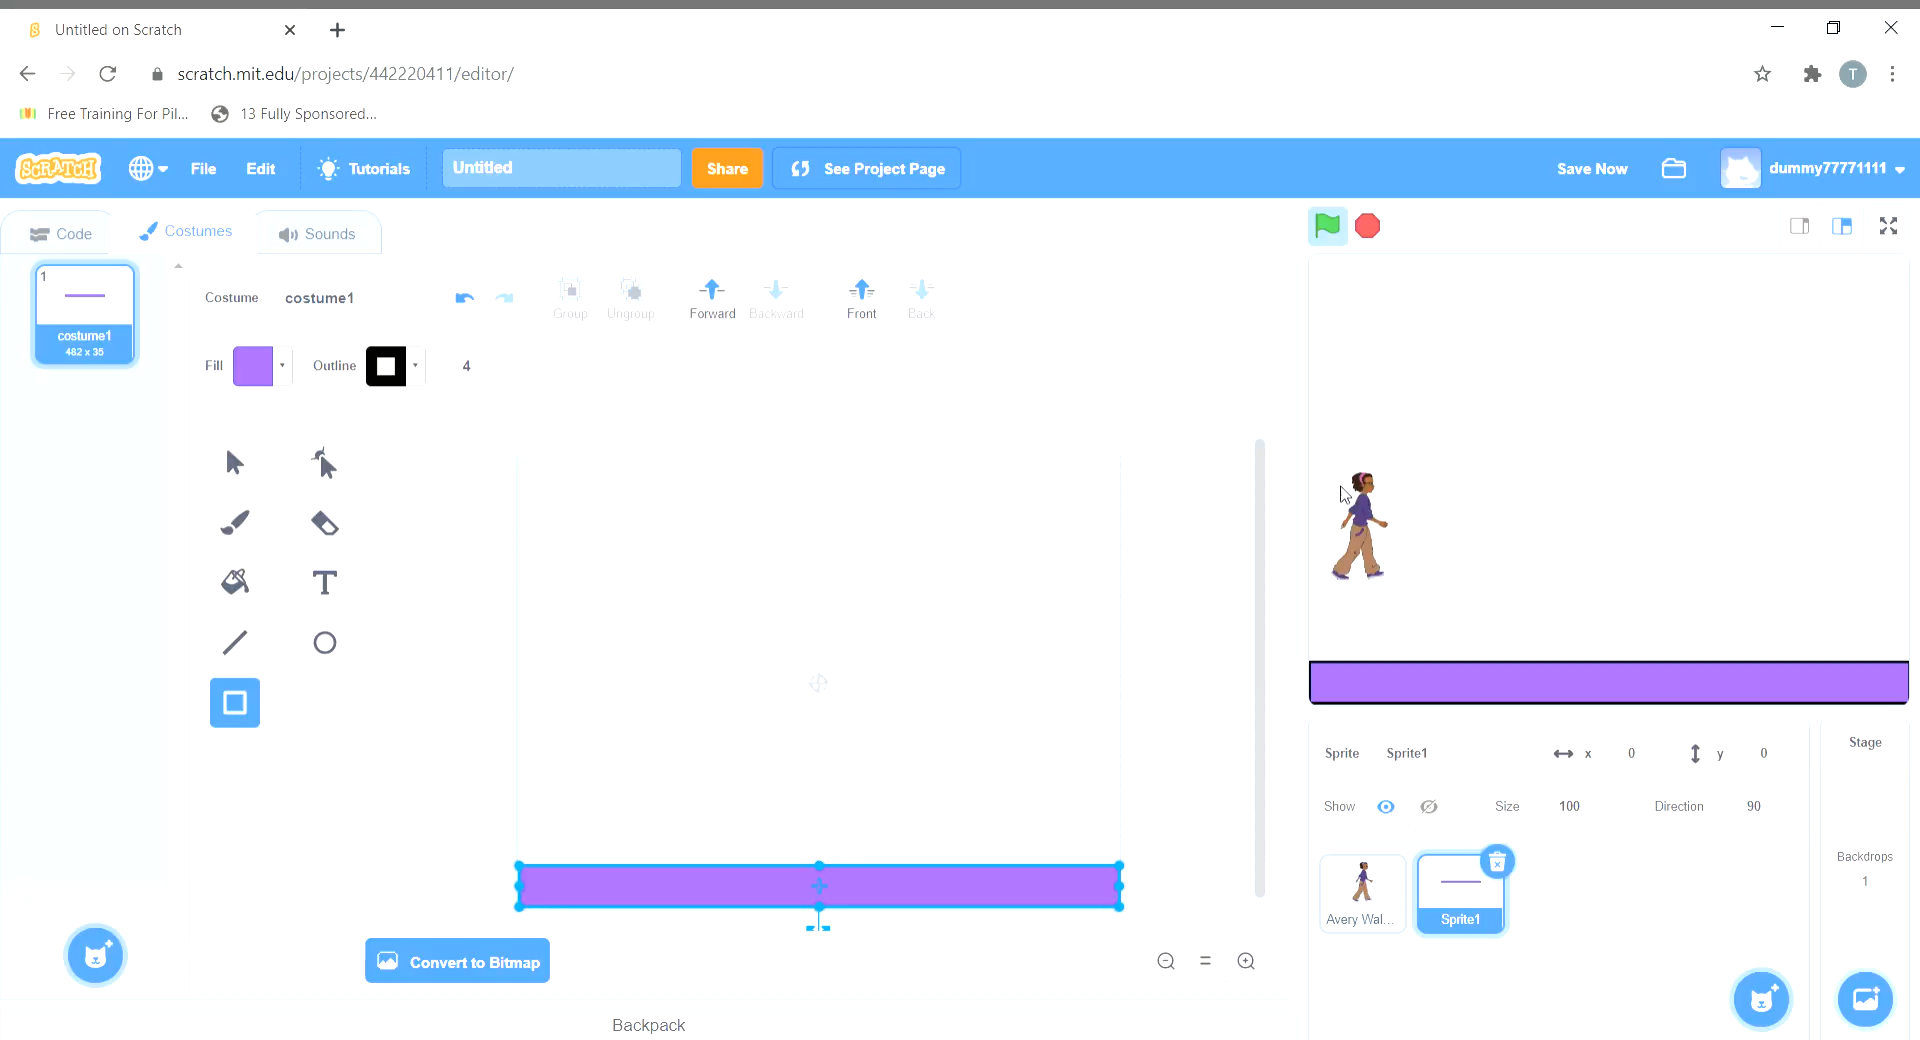 Untitled on Scratch
scratch.mit.edu/projects/442220411/editor/
T
Free Training For Pil...
13 Fully Sponsored...
SCRATCH
File
Edit
Tutorials
Untitled
Share
See Project Page
Save Now
dummy77771111
Code
Costumes
Sounds
1
costume1
482 x 35
Costume
costume1
Group
Ungroup
Forward
Backward
Front
Back
Fill
Outline
4
T
Convert to Bitmap
Backpack
Sprite
Sprite1
x
0
y
0
Show
Size
100
Direction
90
Avery Wal...
Sprite1
Stage
Backdrops
1